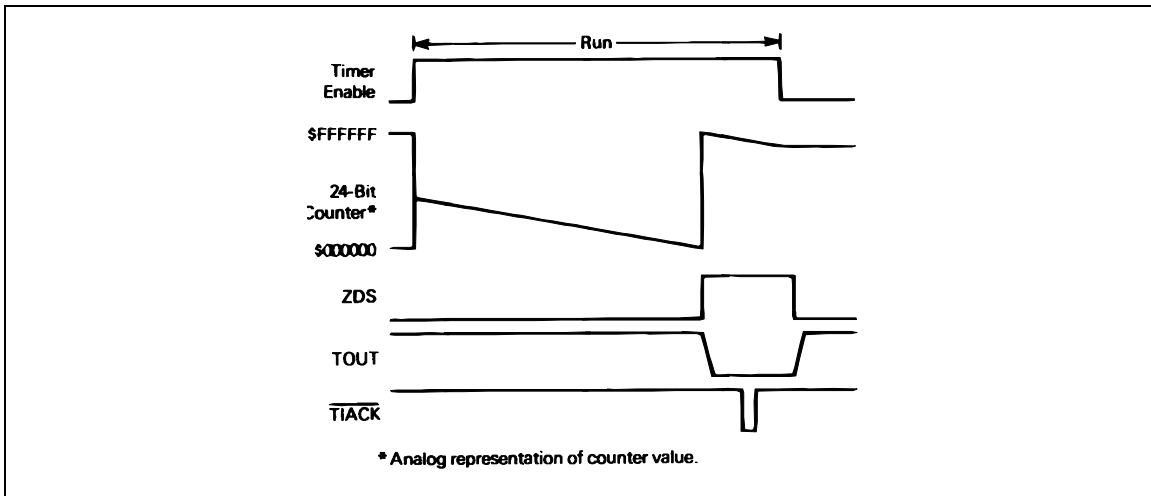 Run
Timer
Enable
$FFFFFF
24-Bit
Counter*
$000000
ZDS
TOUT
TIACK
* Analog representation of counter value.